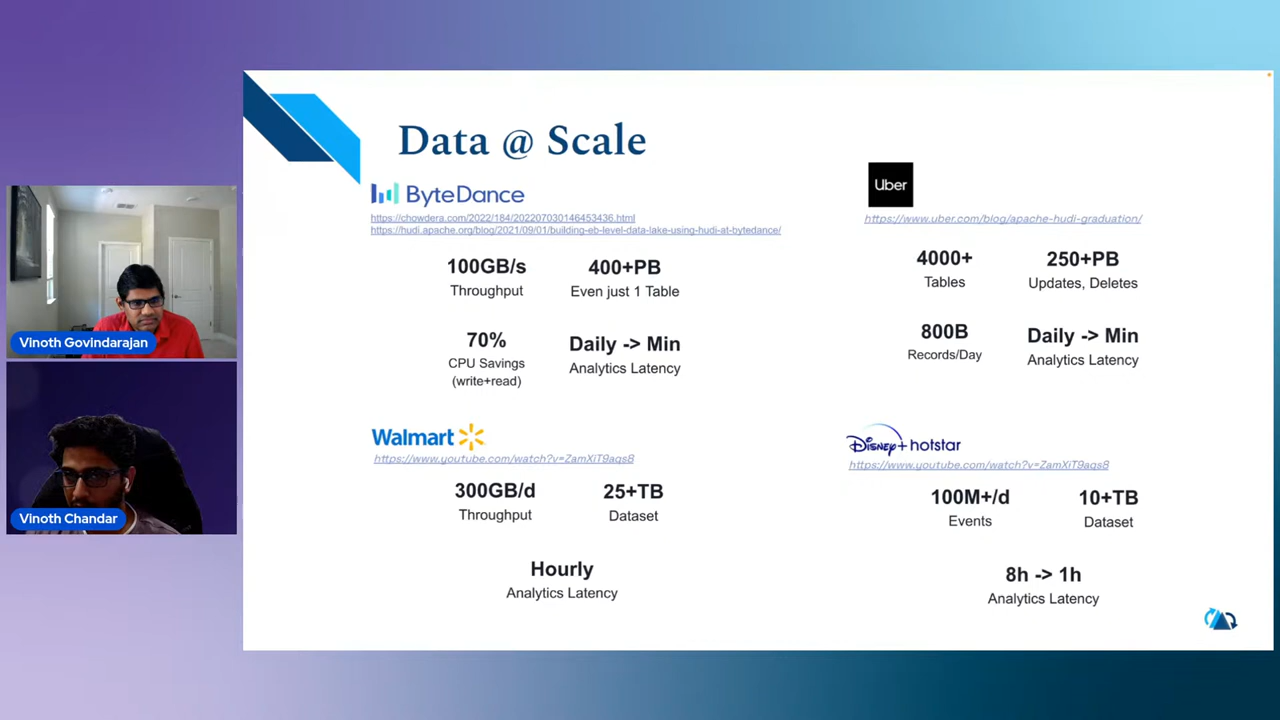 Data @ Scale
ByteDance
https://chowdera.com/2022/184/202207030146453436.html
https://hudi.apache.org/blog/2021/09/01/building-eb-level-data-lake-using-hudi-at-bytedance/
100GB/s
Throughput
400+PB
Even just 1 Table
70%
CPU Savings
(write+read)
Daily -> Min
Analytics Latency
Uber
https://www.uber.com/blog/apache-hudi-graduation/
4000+
Tables
250+PB
Updates, Deletes
800B
Records/Day
Daily -> Min
Analytics Latency
Walmart
https://www.youtube.com/watch?v=ZamXiT9aqs8
300GB/d
Throughput
25+TB
Dataset
Hourly
Analytics Latency
Disney+ hotstar
https://www.youtube.com/watch?v=ZamXiT9aqs8
100M+/d
Events
10+TB
Dataset
8h -> 1h
Analytics Latency
Vinoth Govindarajan
Vinoth Chandar